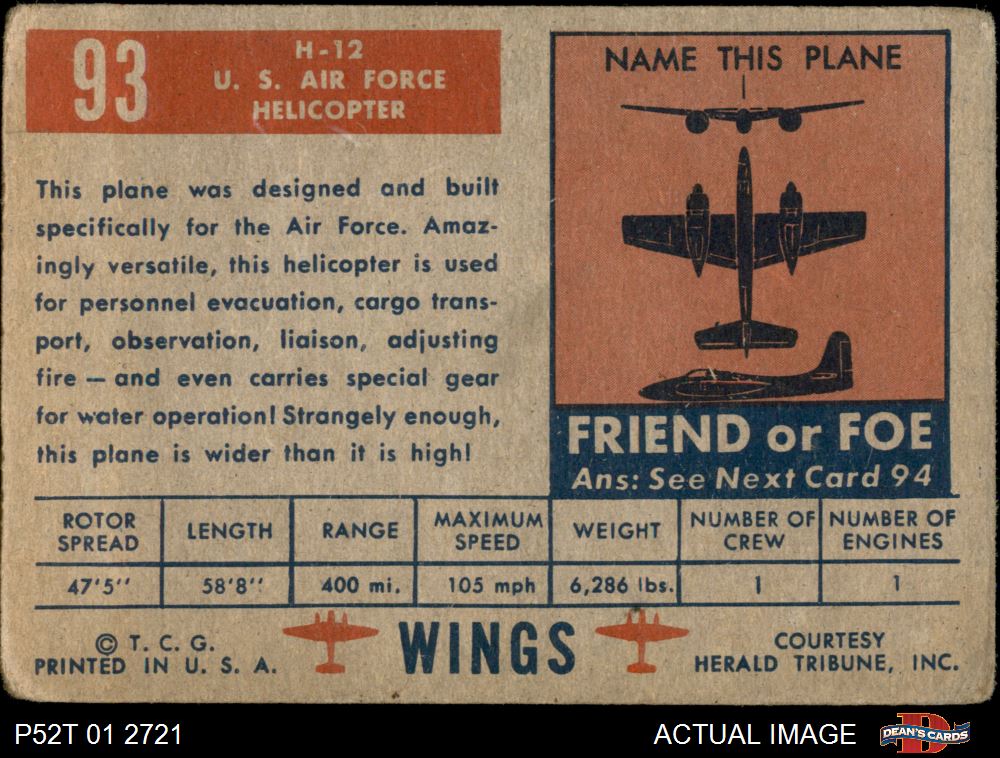 93
H-12
U. S. AIR FORCE
HELICOPTER
This plane was designed and built
specifically for the Air Force. Amaz-
ingly versatile, this helicopter is used
for personnel evacuation, cargo trans-
port, observation, liaison, adjusting
fire — and even carries special gear
for water operation! Strangely enough,
this plane is wider than it is high!
NAME THIS PLANE
FRIEND or FOE
Ans: See Next Card 94
ROTOR SPREAD LENGTH RANGE MAXIMUM SPEED WEIGHT NUMBER OF CREW NUMBER OF ENGINES
47'5'' 58'8'' 400 mi. 105 mph 6,286 lbs. 1 1
© T. C. G.
PRINTED IN U. S. A.
WINGS
COURTESY
HERALD TRIBUNE, INC.
P52T 01 2721
ACTUAL IMAGE
D
DEAN'S CARDS